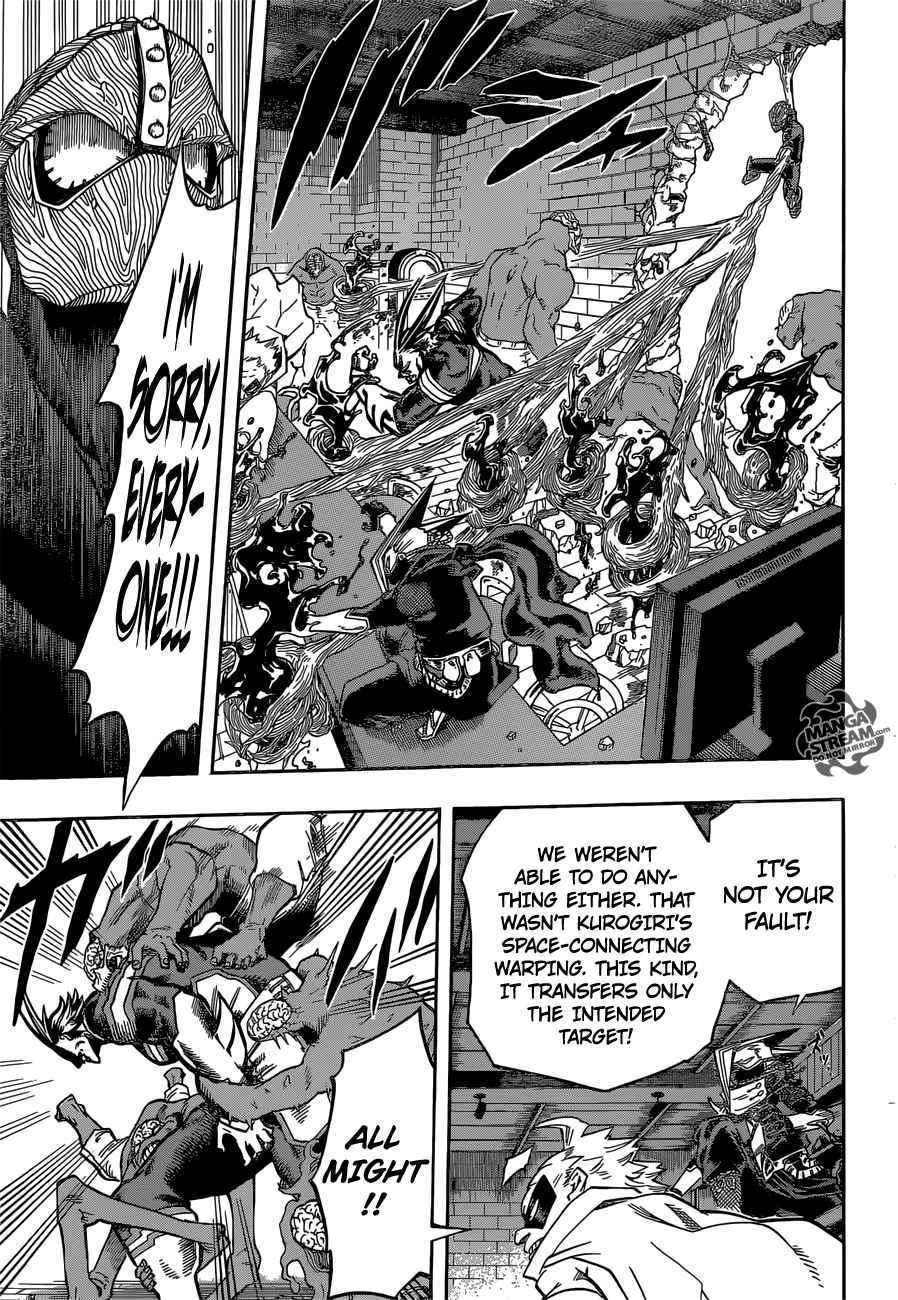 I'M
SORRY,
EVERY-
ONE!!!
MANGA
STREAM.com
DO NOT MIRROR
IT'S
NOT YOUR
FAULT!
WE WEREN'T
ABLE TO DO ANY-
THING EITHER. THAT
WASN'T KUROGIRI'S
SPACE-CONNECTING
WARPING. THIS KIND,
IT TRANSFERS ONLY
THE INTENDED
TARGET!
ALL
MIGHT
!!